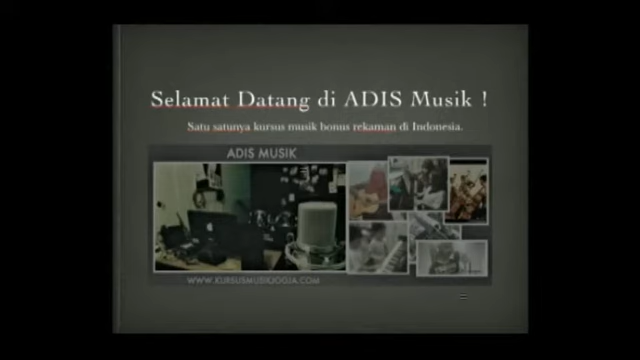 Selamat Datang di ADIS Musik !
Satu satunya kursus musik bonus rekaman di Indonesia.
ADIS MUSIK
WWW.KURSUSMUSIKJOGJA.COM